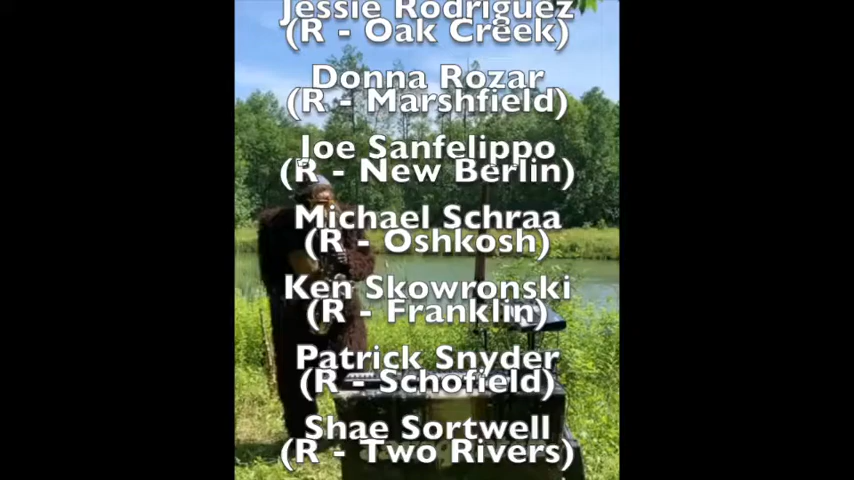 Jessie Rodriguez
(R - Oak Creek)
Donna Rozar
(R - Marshfield)
Joe Sanfelippo
(R - New Berlin)
Michael Schraa
(R - Oshkosh)
Ken Skowronski
(R - Franklin)
Patrick Snyder
(R - Schofield)
Shae Sortwell
(R - Two Rivers)